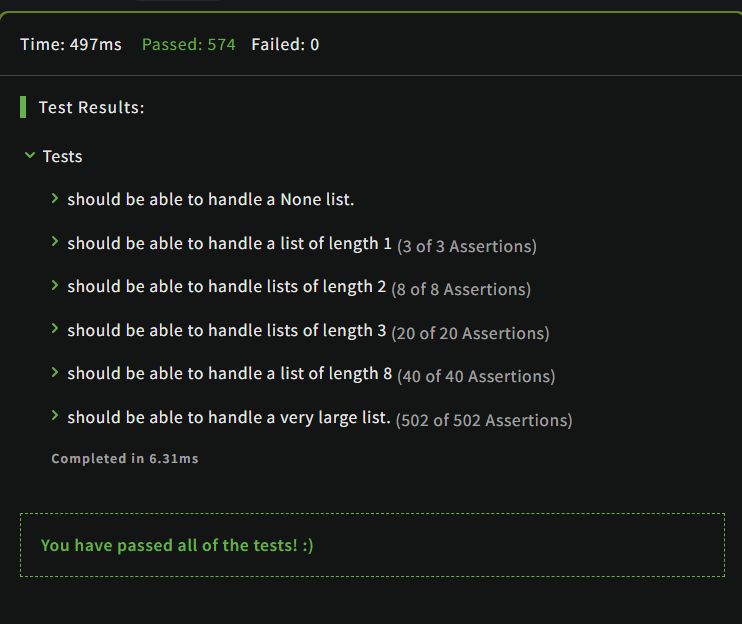 Time: 497ms Passed: 574 Failed: 0
Test Results:
Tests
should be able to handle a None list.
should be able to handle a list of length 1 (3 of 3 Assertions)
should be able to handle lists of length 2 (8 of 8 Assertions)
should be able to handle lists of length 3 (20 of 20 Assertions)
should be able to handle a list of length 8 (40 of 40 Assertions)
should be able to handle a very large list. (502 of 502 Assertions)
Completed in 6.31ms
You have passed all of the tests! :)